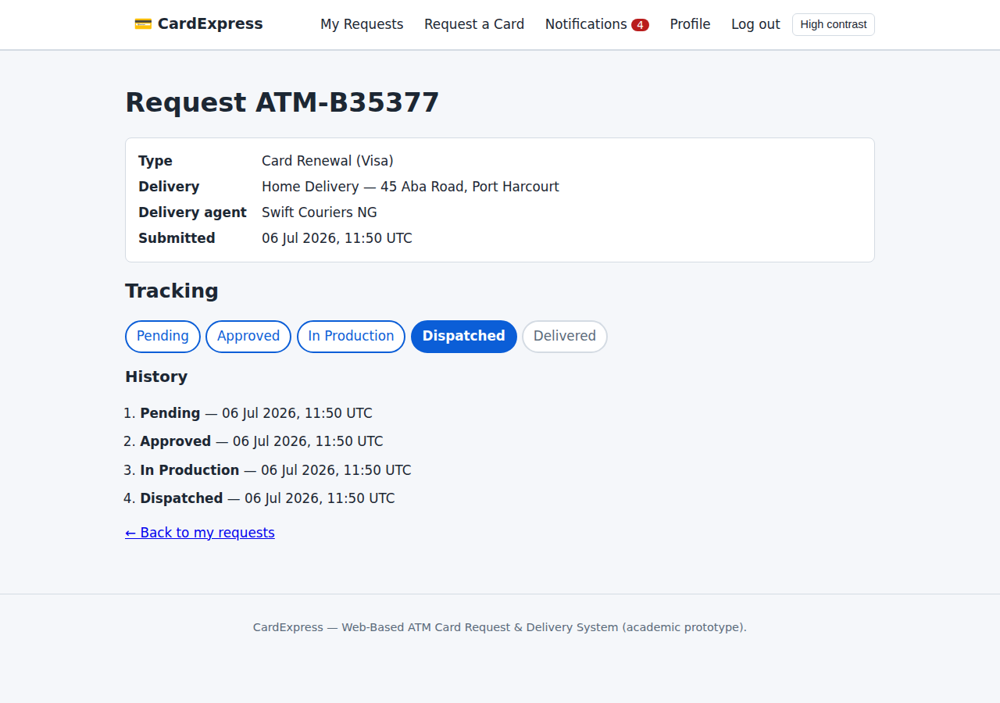 💳 CardExpress My Requests Request a Card Notifications 4 Profile Log out High contrast
Request ATM-B35377
Type Card Renewal (Visa)
Delivery Home Delivery — 45 Aba Road, Port Harcourt
Delivery agent Swift Couriers NG
Submitted 06 Jul 2026, 11:50 UTC
Tracking
Pending Approved In Production Dispatched Delivered
History
1. Pending — 06 Jul 2026, 11:50 UTC
2. Approved — 06 Jul 2026, 11:50 UTC
3. In Production — 06 Jul 2026, 11:50 UTC
4. Dispatched — 06 Jul 2026, 11:50 UTC
← Back to my requests
CardExpress — Web-Based ATM Card Request & Delivery System (academic prototype).